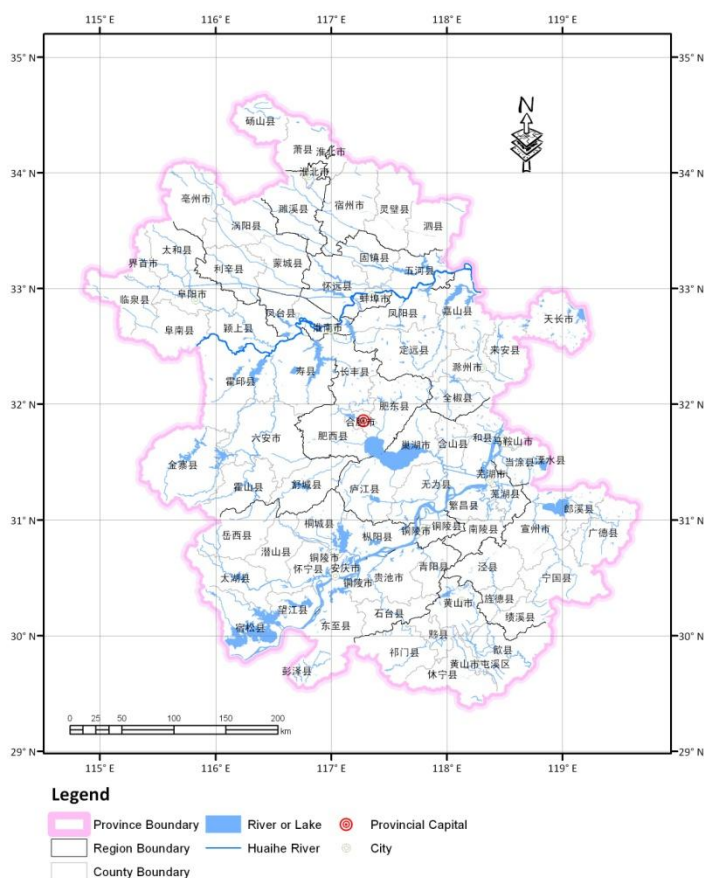 115° E 116° E 117° E 118° E 119° E
35° N 35° N
N
砀山县
萧县 淮北市
34° N 34° N
淮北市
亳州市 濉溪县 宿州市 灵璧县
涡阳县 泗县
太和县 固镇县
界首市 利辛县 蒙城县 五河县
33° N 33° N
阜阳市 怀远县
临泉县 蚌埠市
凤台县 凤阳县 嘉山县
阜南县 颍上县 淮南市 天长市
定远县 来安县
寿县 长丰县 滁州市
霍邱县
32° N 32° N
肥东县 全椒县
合肥市
六安市 肥西县 巢湖市 含山县 和县 马鞍山市
金寨县 当涂县 溧水县
芜湖市
霍山县 舒城县 庐江县 无为县 芜湖县
繁昌县 郎溪县
31° N 31° N
岳西县 桐城县 枞阳县 铜陵市 铜陵县 南陵县 宣州市 广德县
潜山县 铜陵市
怀宁县 安庆市 青阳县 泾县
太湖县 铜陵市 贵池市 宁国县
望江县 黄山市 旌德县
宿松县 石台县 绩溪县
30° N 30° N
东至县 黟县
祁门县 歙县
彭泽县 黄山市屯溪区
休宁县
0 25 50 100 150 200
km
29° N 29° N
115° E 116° E 117° E 118° E 119° E
Legend
Province Boundary River or Lake Provincial Capital
Region Boundary Huaihe River City
County Boundary